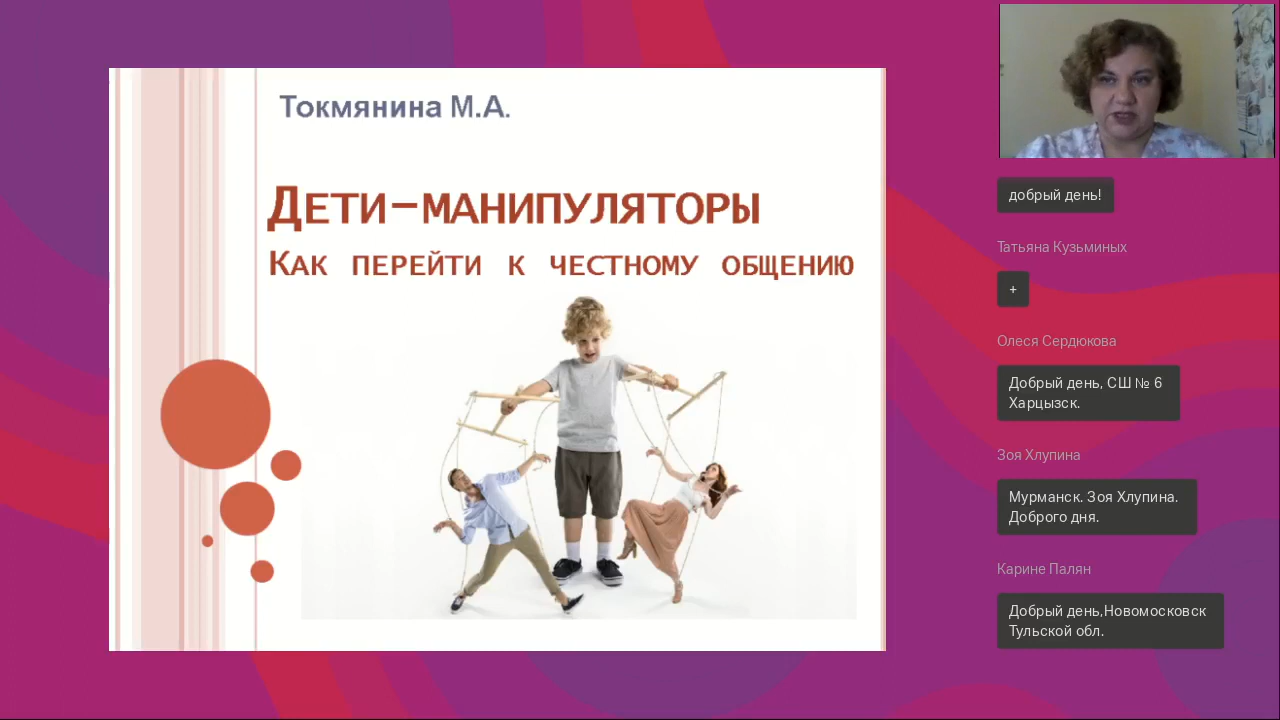 Токмянина М.А.
Дети-манипуляторы
Как перейти к честному общению
добрый день!
Татьяна Кузьминых
+
Олеся Сердюкова
Добрый день, СШ № 6
Харцызск.
Зоя Хлупина
Мурманск. Зоя Хлупина.
Доброго дня.
Карине Палян
Добрый день,Новомосковск
Тульской обл.